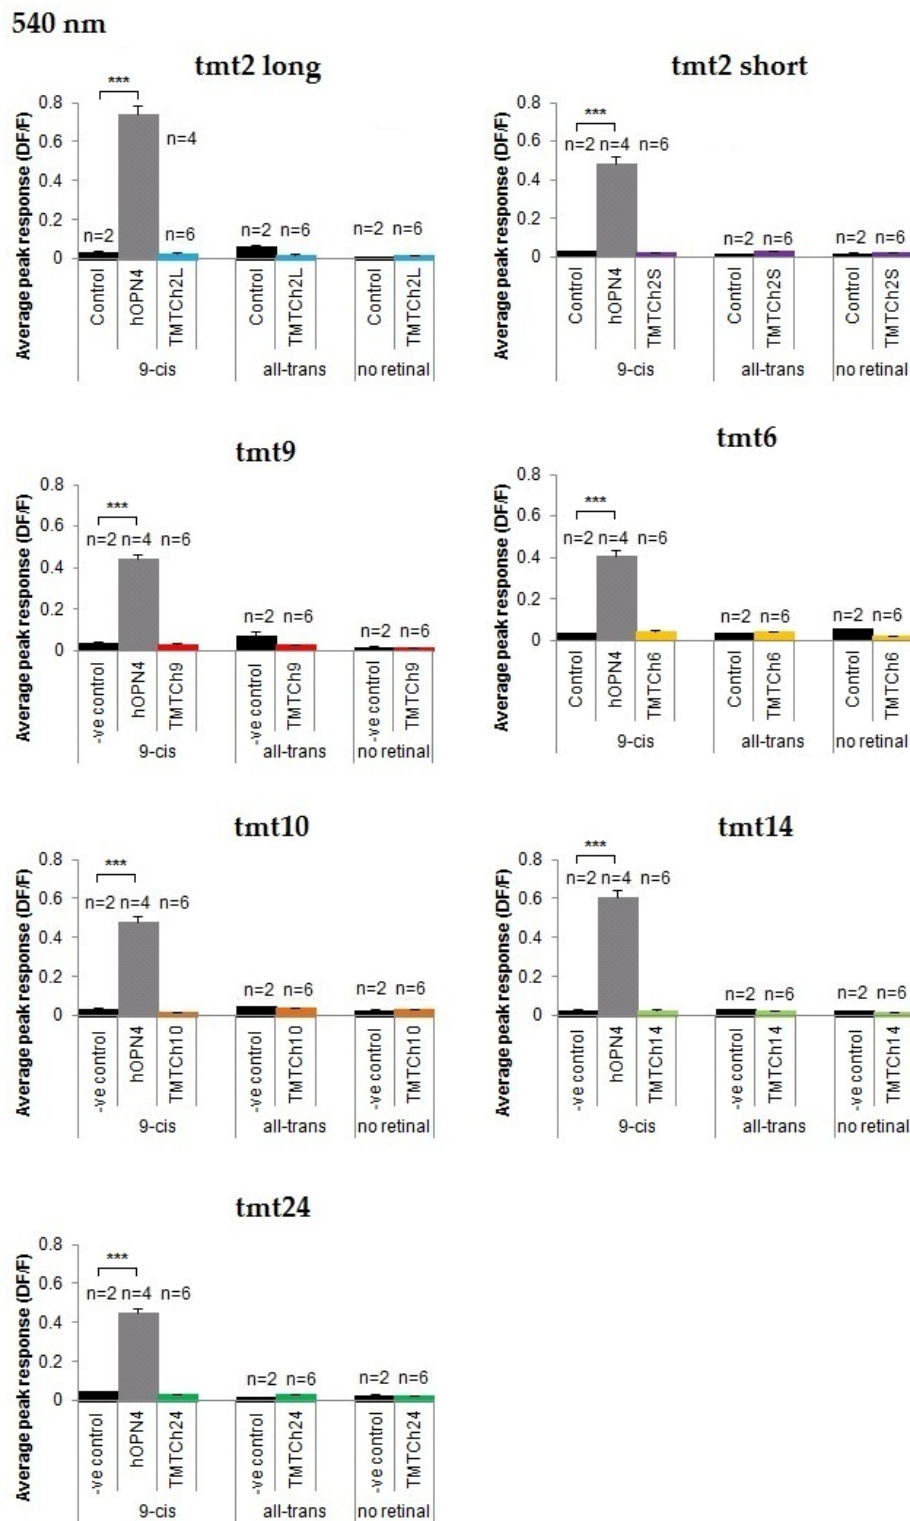 540 nm
tmt2 long
Average peak response (DF/F)
0.8
0.6
0.4
0.2
0
***
n=4
n=2
n=6
n=2 n=6
n=2 n=6
Control
hOPN4
TMTCh2L
Control
TMTCh2L
Control
TMTCh2L
9-cis
all-trans
no retinal
tmt2 short
Average peak response (DF/F)
0.8
0.6
0.4
0.2
0
***
n=2 n=4 n=6
n=2 n=6
n=2 n=6
Control
hOPN4
TMTCh2S
Control
TMTCh2S
Control
TMTCh2S
9-cis
all-trans
no retinal
tmt9
Average peak response (DF/F)
0.8
0.6
0.4
0.2
0
***
n=2 n=4 n=6
n=2 n=6
n=2 n=6
-ve control
hOPN4
TMTCh9
-ve control
TMTCh9
-ve control
TMTCh9
9-cis
all-trans
no retinal
tmt6
Average peak response (DF/F)
0.8
0.6
0.4
0.2
0
***
n=2 n=4 n=6
n=2 n=6
n=2 n=6
Control
hOPN4
TMTCh6
Control
TMTCh6
Control
TMTCh6
9-cis
all-trans
no retinal
tmt10
Average peak response (DF/F)
0.8
0.6
0.4
0.2
0
***
n=2 n=4 n=6
n=2 n=6
n=2 n=6
-ve control
hOPN4
TMTCh10
-ve control
TMTCh10
-ve control
TMTCh10
9-cis
all-trans
no retinal
tmt14
Average peak response (DF/F)
0.8
0.6
0.4
0.2
0
***
n=2 n=4 n=6
n=2 n=6
n=2 n=6
-ve control
hOPN4
TMTCh14
-ve control
TMTCh14
-ve control
TMTCh14
9-cis
all-trans
no retinal
tmt24
Average peak response (DF/F)
0.8
0.6
0.4
0.2
0
***
n=2 n=4 n=6
n=2 n=6
n=2 n=6
-ve control
hOPN4
TMTCh24
-ve control
TMTCh24
-ve control
TMTCh24
9-cis
all-trans
no retinal